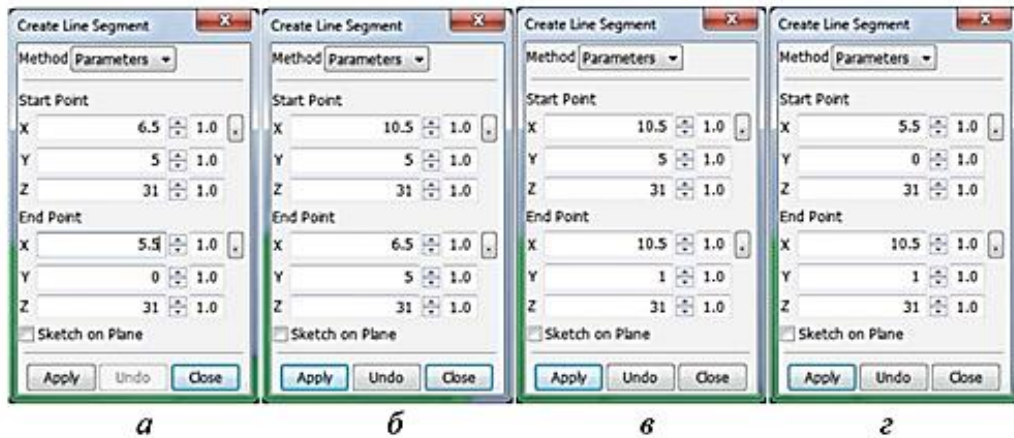 Create Line Segment
Method Parameters
Start Point
X 6.5 1.0 .
Y 5 1.0
Z 31 1.0
End Point
X 5.5 1.0 .
Y 0 1.0
Z 31 1.0
Sketch on Plane
Apply Undo Close
а
Create Line Segment
Method Parameters
Start Point
X 10.5 1.0 .
Y 5 1.0
Z 31 1.0
End Point
X 6.5 1.0 .
Y 5 1.0
Z 31 1.0
Sketch on Plane
Apply Undo Close
б
Create Line Segment
Method Parameters
Start Point
X 10.5 1.0 .
Y 5 1.0
Z 31 1.0
End Point
X 10.5 1.0 .
Y 1 1.0
Z 31 1.0
Sketch on Plane
Apply Undo Close
в
Create Line Segment
Method Parameters
Start Point
X 5.5 1.0 .
Y 0 1.0
Z 31 1.0
End Point
X 10.5 1.0 .
Y 1 1.0
Z 31 1.0
Sketch on Plane
Apply Undo Close
г